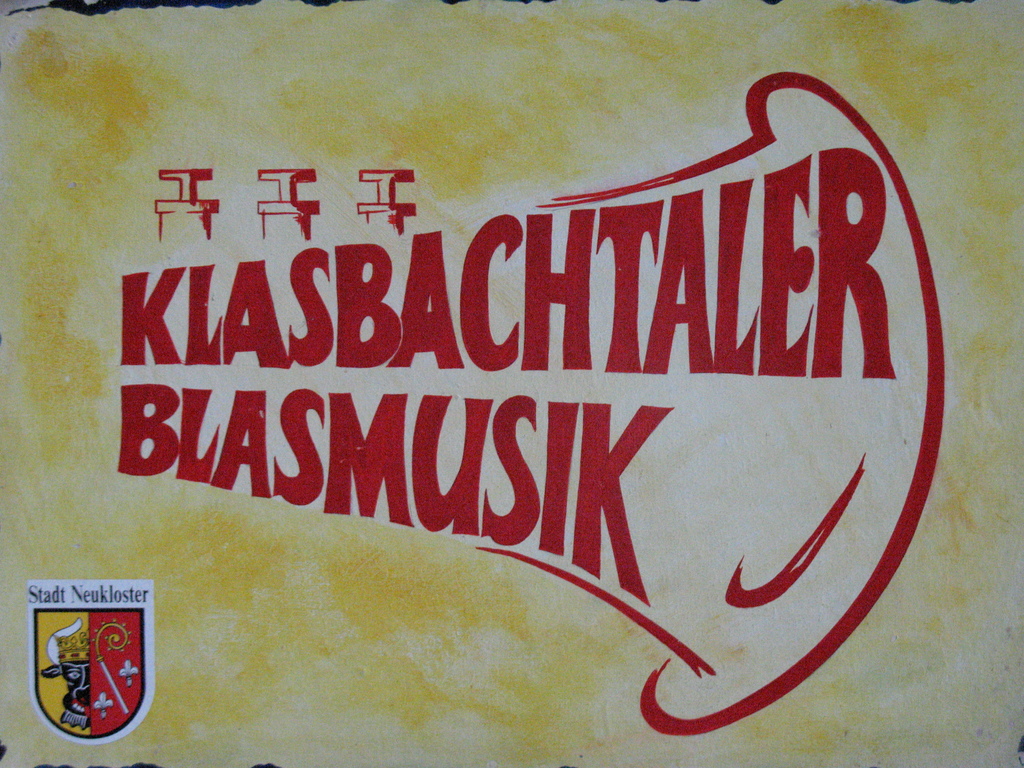 KLASBACHTALER
BLASMUSIK
Stadt Neukloster